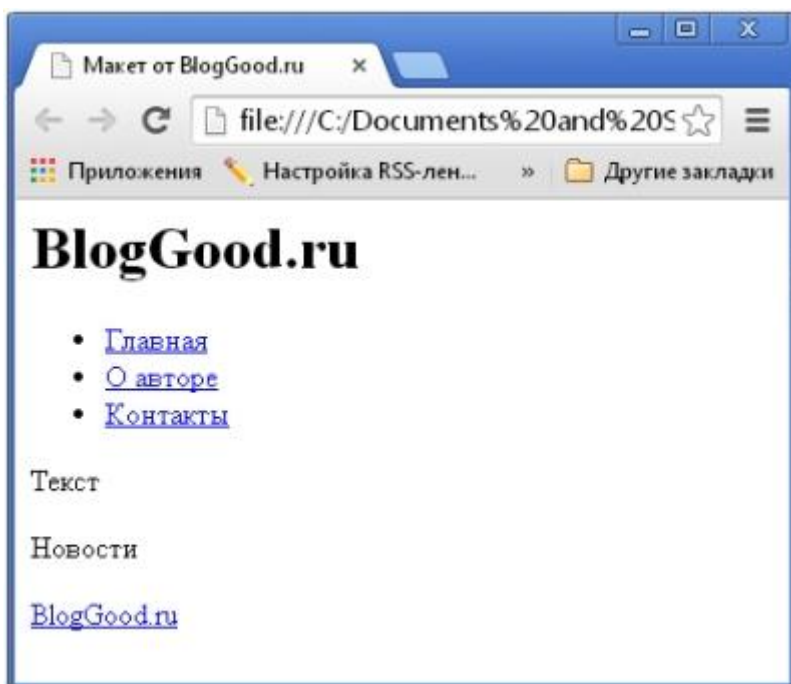 Макет от BlogGood.ru
file:///C:/Documents%20and%20S
Приложения Настройка RSS-лен... » Другие закладки
BlogGood.ru
Главная
О авторе
Контакты
Текст
Новости
BlogGood.ru